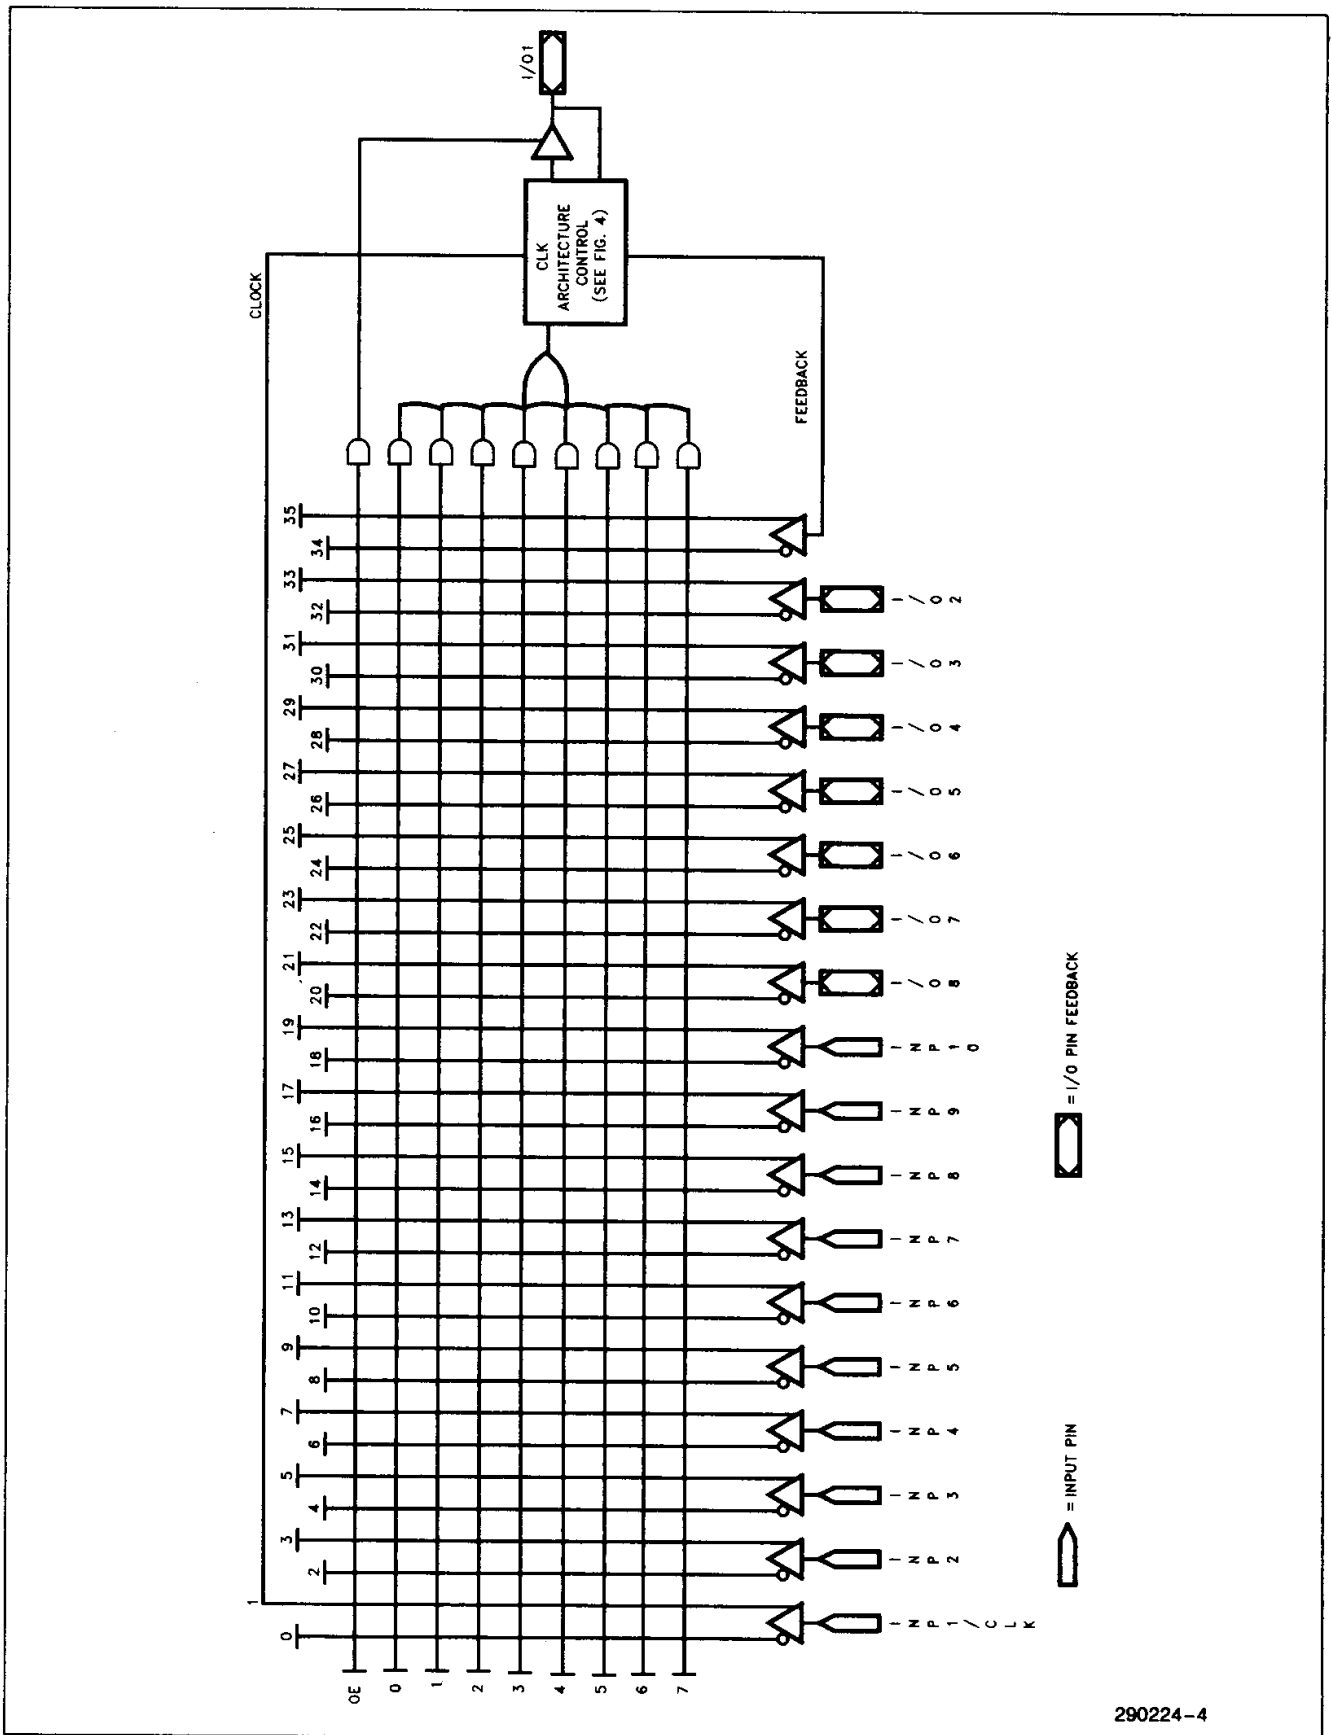 I/O1
CLOCK
CLK
ARCHITECTURE
CONTROL
(SEE FIG. 4)
FEEDBACK
0
1
2
3
4
5
6
7
8
9
10
11
12
13
14
15
16
17
18
19
20
21
22
23
24
25
26
27
28
29
30
31
32
33
34
35
OE
0
1
2
3
4
5
6
7
INP1/CLK
INP2
INP3
INP4
INP5
INP6
INP7
INP8
INP9
INP10
I/O8
I/O7
I/O6
I/O5
I/O4
I/O3
I/O2
= INPUT PIN
= I/O PIN FEEDBACK
290224-4